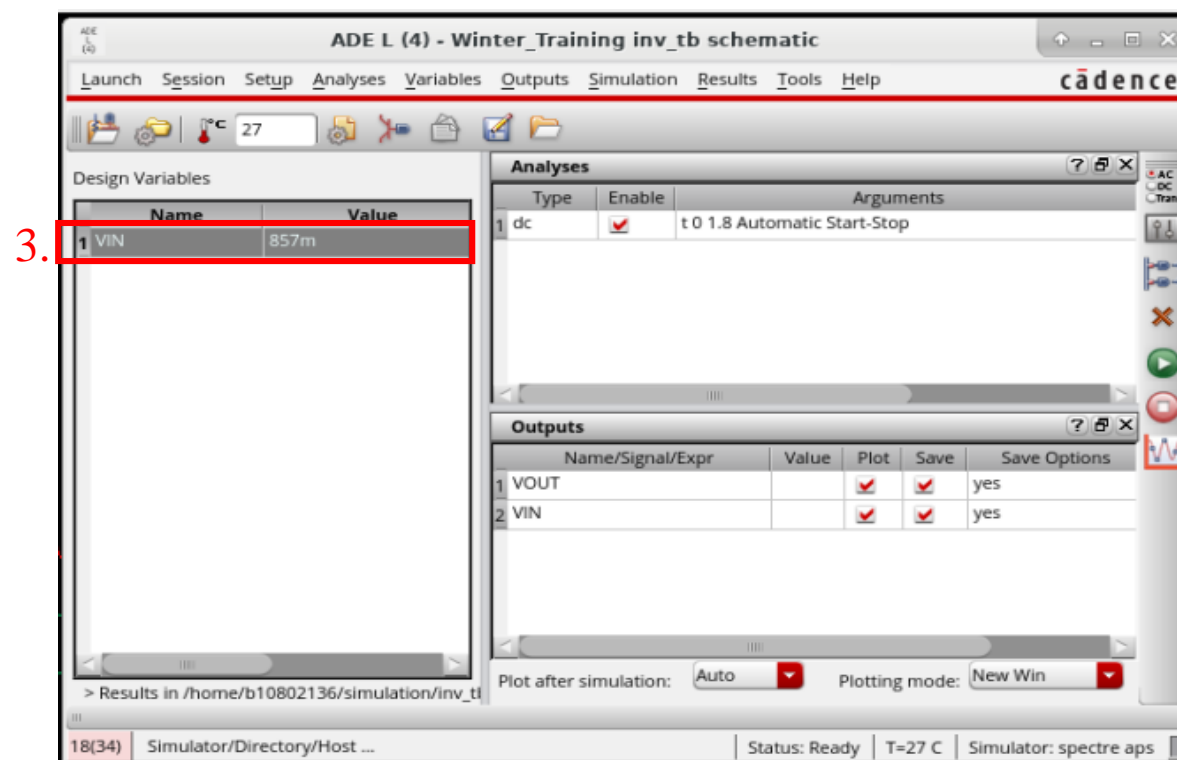 ADE L (4)
ADE L (4) - Winter_Training inv_tb schematic
Launch Session Setup Analyses Variables Outputs Simulation Results Tools Help cādence
°C 27
Design Variables
Name Value
3. 1 VIN 857m
Analyses
Type Enable Arguments
1 dc t 0 1.8 Automatic Start-Stop
AC
DC
Tran
Outputs
Name/Signal/Expr Value Plot Save Save Options
1 VOUT yes
2 VIN yes
> Results in /home/b10802136/simulation/inv_t
Plot after simulation: Auto Plotting mode: New Win
18(34) Simulator/Directory/Host ... Status: Ready T=27 C Simulator: spectre aps